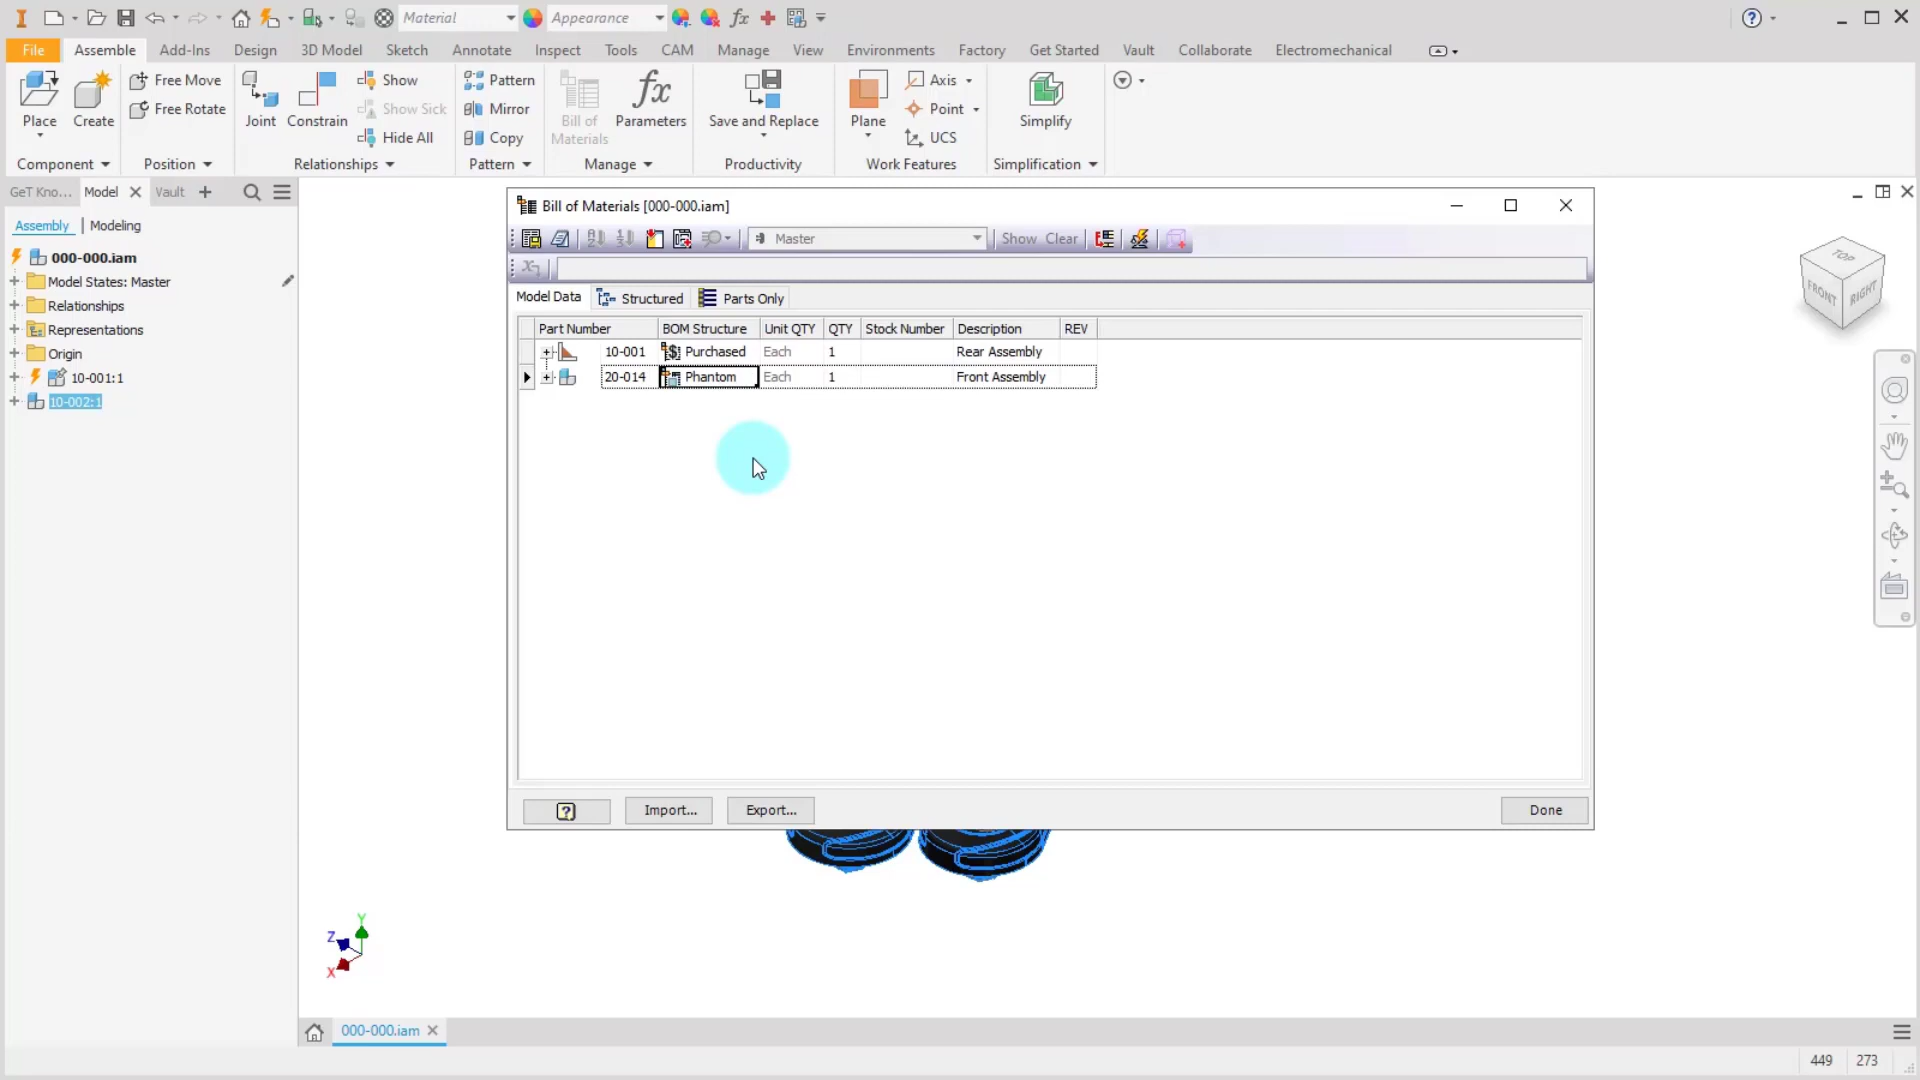 Material
Appearance
fx
File
Assemble
Add-Ins
Design
3D Model
Sketch
Annotate
Inspect
Tools
CAM
Manage
View
Environments
Factory
Get Started
Vault
Collaborate
Electromechanical
Place
Create
Free Move
Free Rotate
Joint
Constrain
Show
Show Sick
Hide All
Pattern
Mirror
Copy
Bill of
Materials
fx
Parameters
Save and Replace
Plane
Axis
Point
UCS
Simplify
Component
Position
Relationships
Pattern
Manage
Productivity
Work Features
Simplification
GeT Kno...
Model
Vault
Assembly
Modeling
000-000.iam
Model States: Master
Relationships
Representations
Origin
10-001:1
10-002:1
Bill of Materials [000-000.iam]
Master
Show Clear
Model Data
Structured
Parts Only
Part Number BOM Structure Unit QTY QTY Stock Number Description REV
10-001 Purchased Each 1 Rear Assembly
20-014 Phantom Each 1 Front Assembly
Import...
Export...
Done
TOP
FRONT
RIGHT
Y
Z
X
000-000.iam
449 273